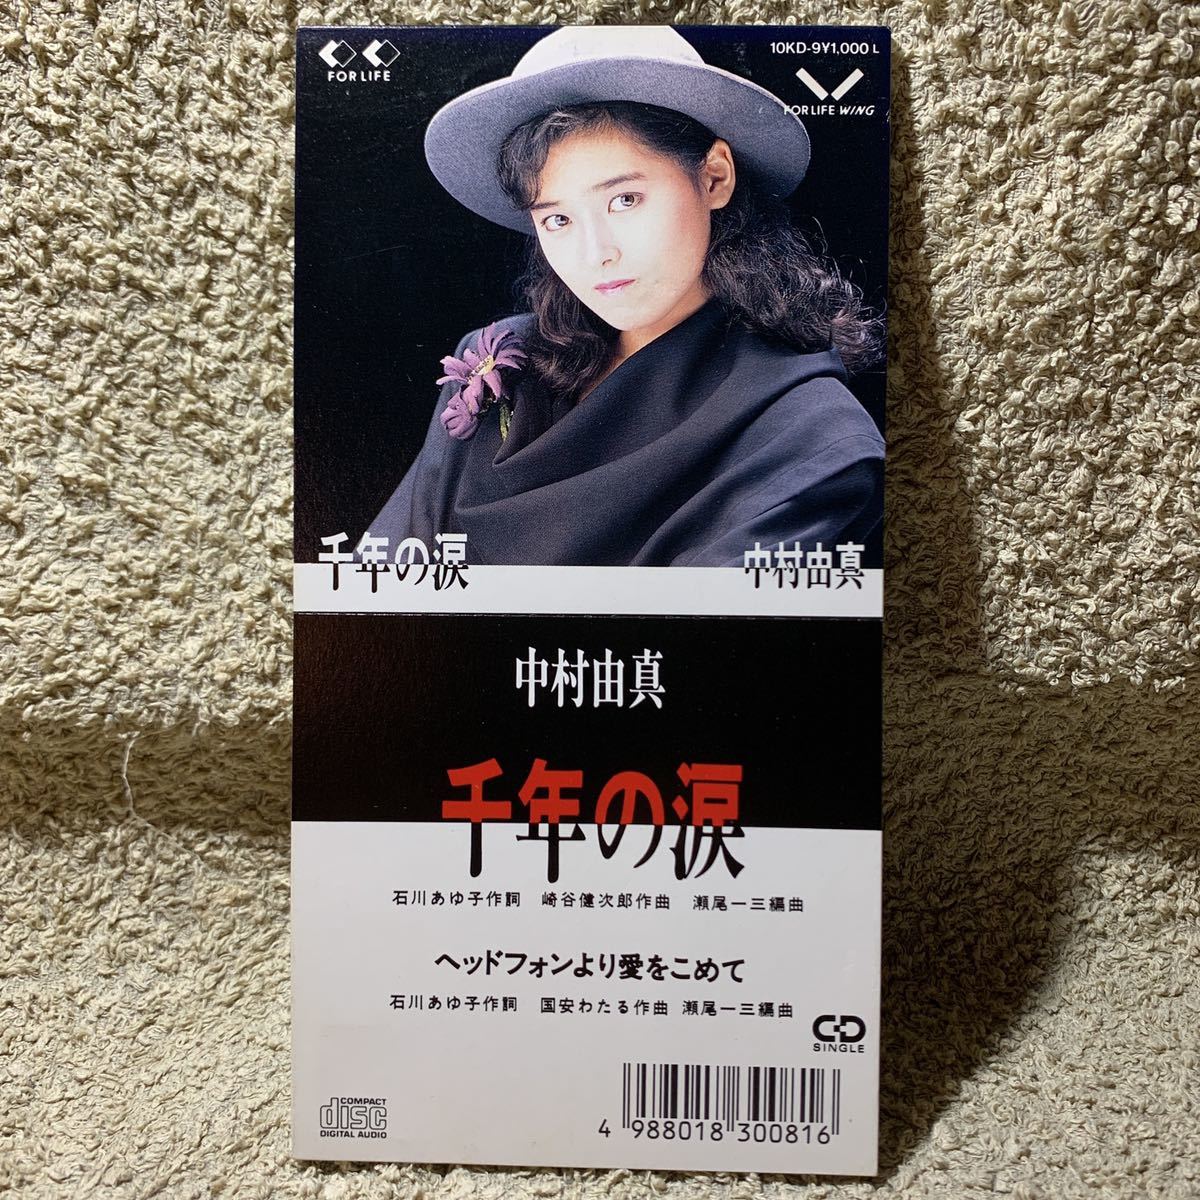 FOR LIFE
10KD-9 ¥1,000 L
FOR LIFE WING
千年の涙
中村由真
中村由真
千年の涙
石川あゆ子作詞 崎谷健次郎作曲 瀬尾一三編曲
ヘッドフォンより愛をこめて
石川あゆ子作詞 国安わたる作曲 瀬尾一三編曲
CD
SINGLE
COMPACT
disc
DIGITAL AUDIO
4 988018 300816